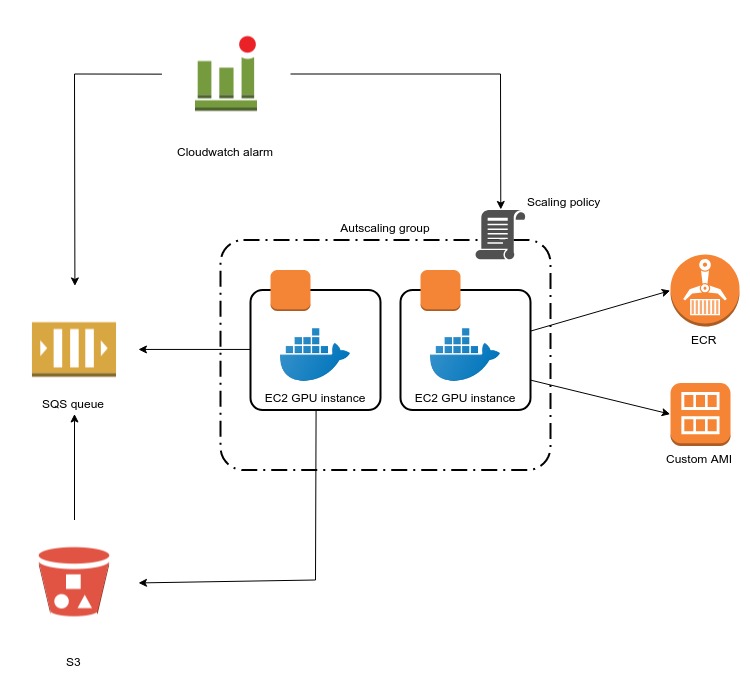 Cloudwatch alarm
Scaling policy
Autscaling group
ECR
EC2 GPU instance
EC2 GPU instance
SQS queue
Custom AMI
S3